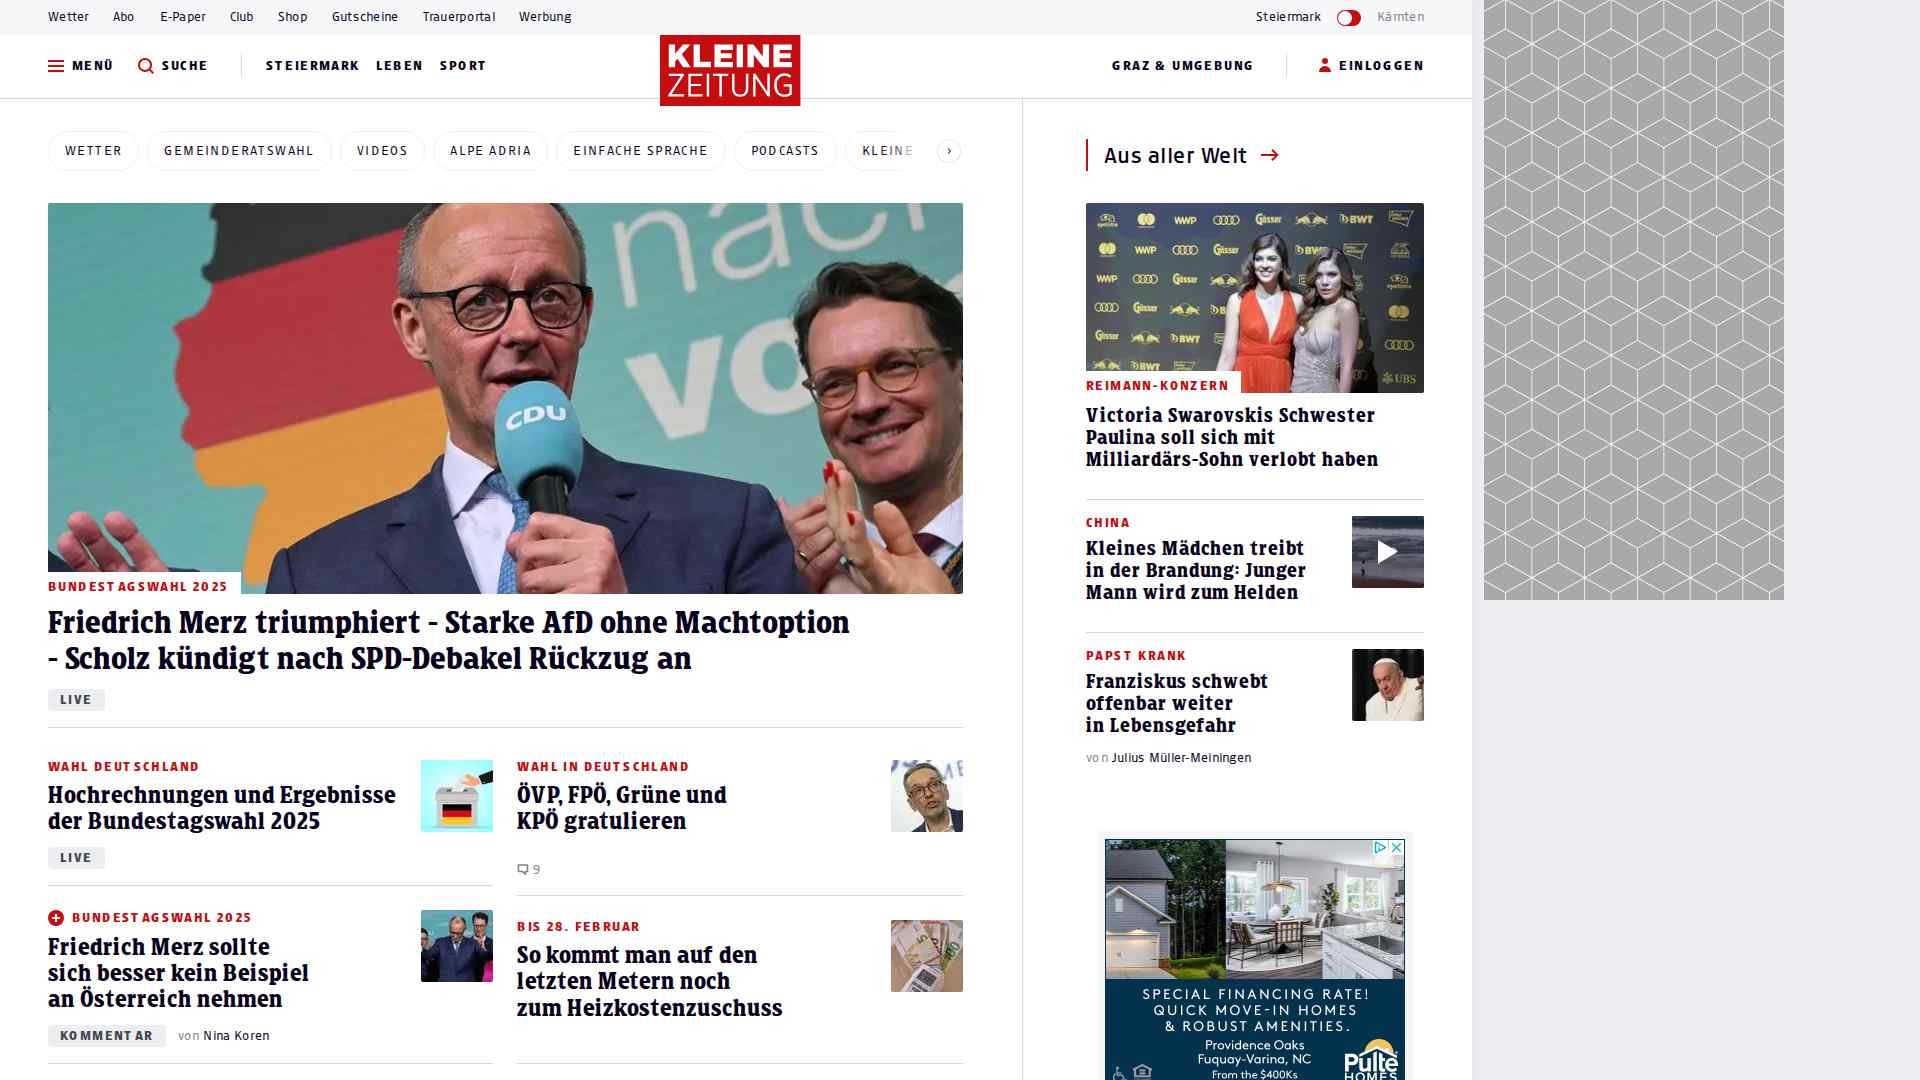 Wetter Abo E-Paper Club Shop Gutscheine Trauerportal Werbung
Steiermark Kärnten
MENÜ SUCHE STEIERMARK LEBEN SPORT
KLEINE
ZEITUNG
GRAZ & UMGEBUNG EINLOGGEN
WETTER GEMEINDERATSWAHL VIDEOS ALPE ADRIA EINFACHE SPRACHE PODCASTS KLEINE
CDU
BUNDESTAGSWAHL 2025
Friedrich Merz triumphiert - Starke AfD ohne Machtoption
- Scholz kündigt nach SPD-Debakel Rückzug an
LIVE
WAHL DEUTSCHLAND
Hochrechnungen und Ergebnisse
der Bundestagswahl 2025
LIVE
BUNDESTAGSWAHL 2025
Friedrich Merz sollte
sich besser kein Beispiel
an Österreich nehmen
KOMMENTAR von Nina Koren
WAHL IN DEUTSCHLAND
ÖVP, FPÖ, Grüne und
KPÖ gratulieren
9
BIS 28. FEBRUAR
So kommt man auf den
letzten Metern noch
zum Heizkostenzuschuss
Aus aller Welt
WWP Gösser BWT
UBS
REIMANN-KONZERN
Victoria Swarovskis Schwester
Paulina soll sich mit
Milliardärs-Sohn verlobt haben
CHINA
Kleines Mädchen treibt
in der Brandung: Junger
Mann wird zum Helden
PAPST KRANK
Franziskus schwebt
offenbar weiter
in Lebensgefahr
von Julius Müller-Meiningen
SPECIAL FINANCING RATE!
QUICK MOVE-IN HOMES
& ROBUST AMENITIES.
Providence Oaks
Fuquay-Varina, NC
From the $400Ks
Pulte
HOMES